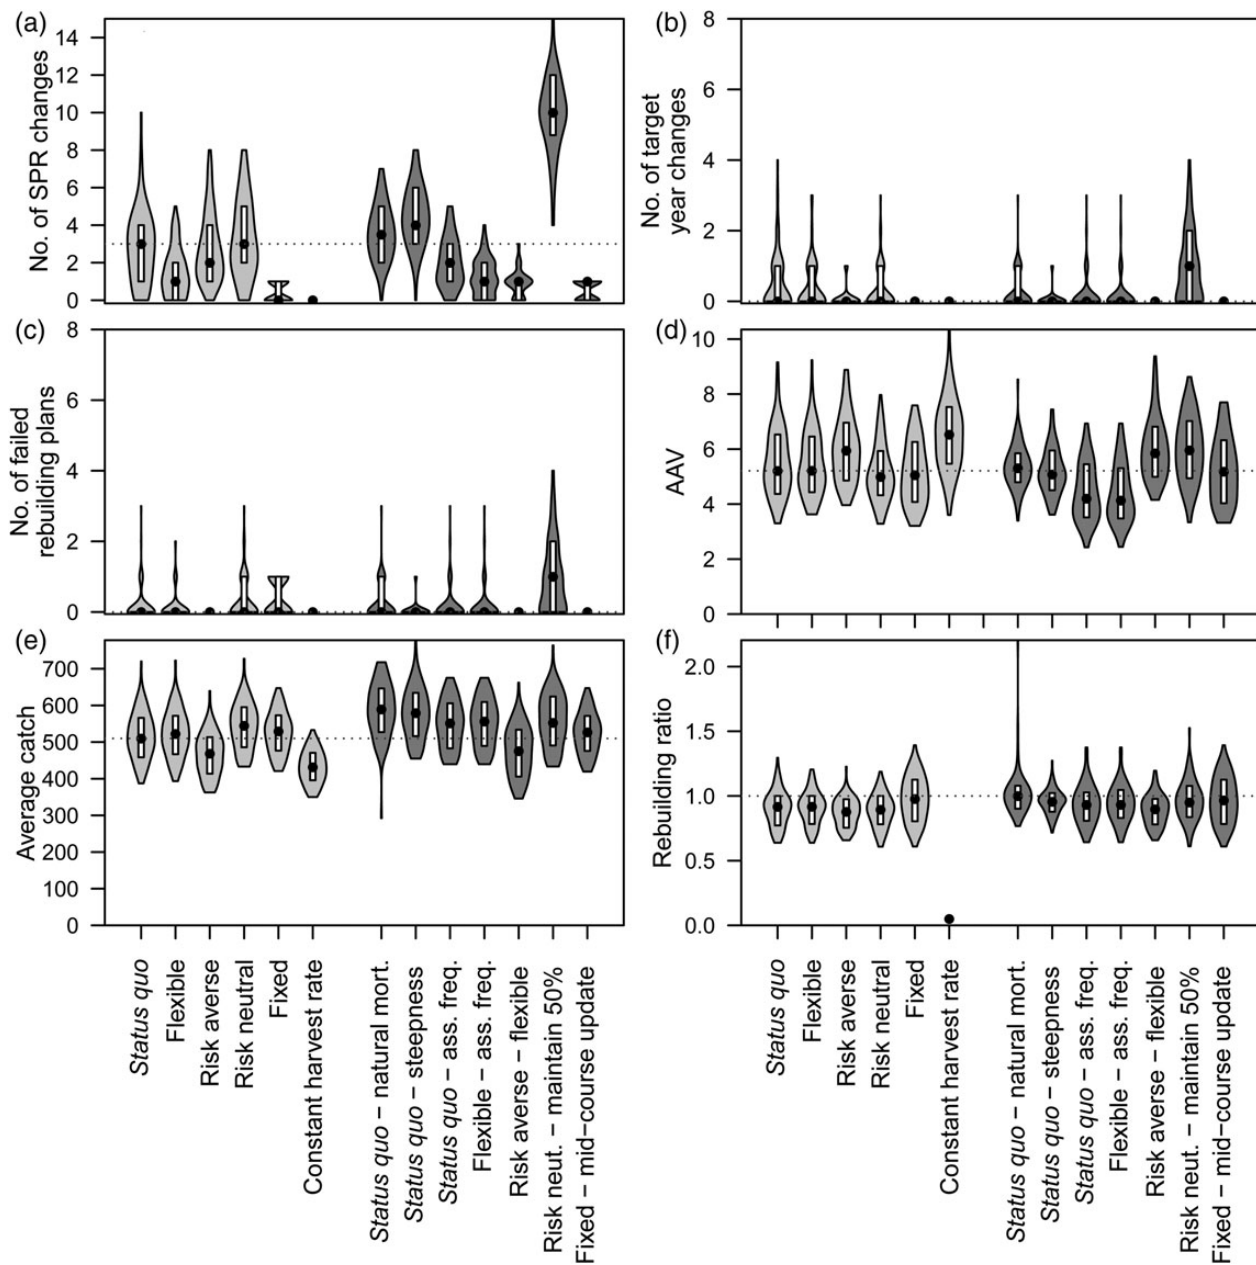 (a)
No. of SPR changes
14
12
10
8
6
4
2
0
(b)
No. of target
year changes
8
6
4
2
0
(c)
No. of failed
rebuilding plans
8
6
4
2
0
(d)
AAV
10
8
6
4
2
0
(e)
Average catch
700
600
500
400
300
200
100
0
(f)
Rebuilding ratio
2.0
1.5
1.0
0.5
0.0
Status quo
Flexible
Risk averse
Risk neutral
Fixed
Constant harvest rate
Status quo − natural mort.
Status quo − steepness
Status quo − ass. freq.
Flexible − ass. freq.
Risk averse − flexible
Risk neut. − maintain 50%
Fixed − mid−course update
Status quo
Flexible
Risk averse
Risk neutral
Fixed
Constant harvest rate
Status quo − natural mort.
Status quo − steepness
Status quo − ass. freq.
Flexible − ass. freq.
Risk averse − flexible
Risk neut. − maintain 50%
Fixed − mid−course update